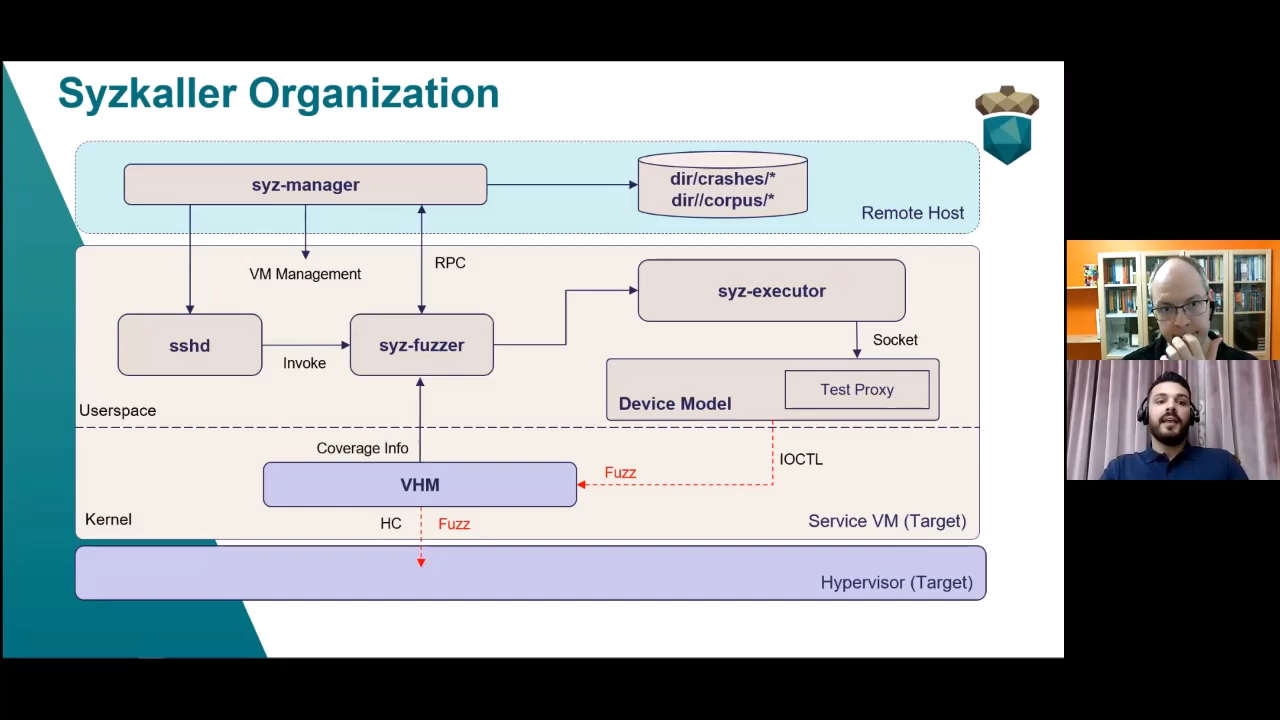 Syzkaller Organization
syz-manager
dir/crashes/*
dir//corpus/*
Remote Host
VM Management
RPC
syz-executor
sshd
Invoke
syz-fuzzer
Socket
Test Proxy
Device Model
Userspace
Coverage Info
IOCTL
Fuzz
VHM
Kernel
HC
Fuzz
Service VM (Target)
Hypervisor (Target)